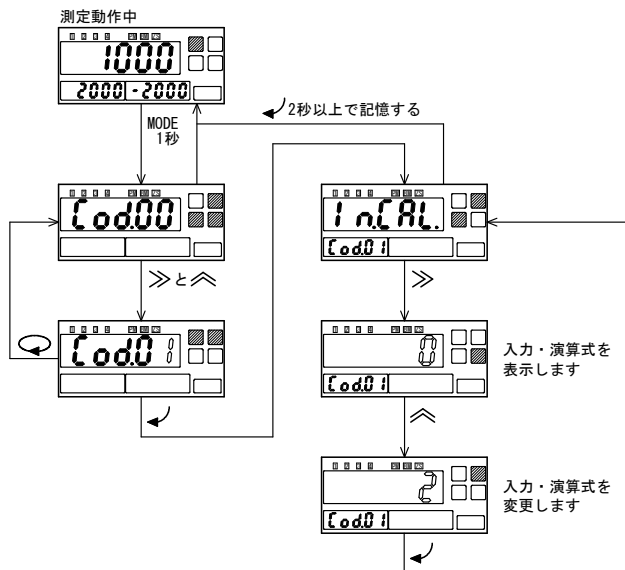 測定動作中
1000
2000 -2000
MODE
1秒
2秒以上で記憶する
Cod.00
In.CAL.
Cod.01
≫と︽
≫
Cod.01
0
Cod.01
入力・演算式を
表示します
︽
2
Cod.01
入力・演算式を
変更します